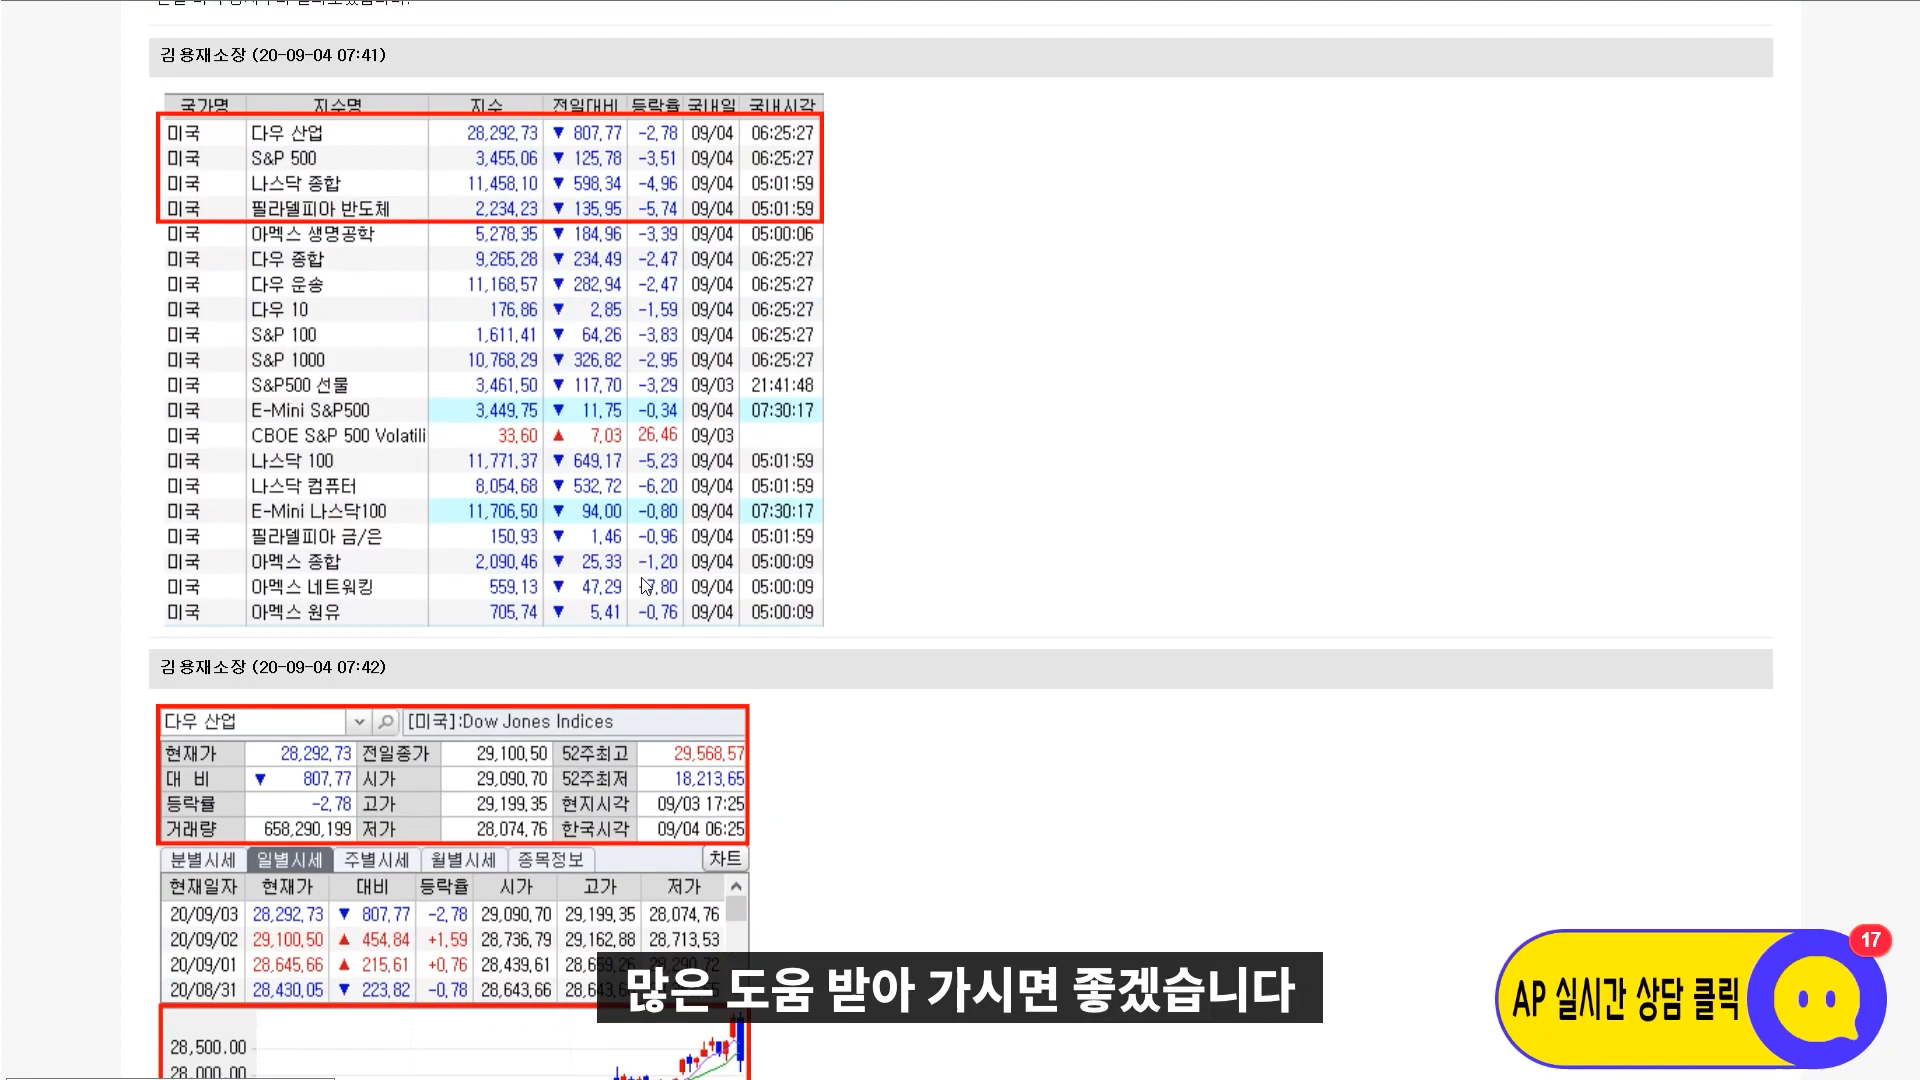 김용재소장 (20-09-04 07:41)
국가명 지수명 지수 전일대비 등락율 국내일 국내시각
미국 다우 산업 28,292,73 ▼ 807,77 -2,78 09/04 06:25:27
미국 S&P 500 3,455,06 ▼ 125,78 -3,51 09/04 06:25:27
미국 나스닥 종합 11,458,10 ▼ 598,34 -4,96 09/04 05:01:59
미국 필라델피아 반도체 2,234,23 ▼ 135,95 -5,74 09/04 05:01:59
미국 아멕스 생명공학 5,278,35 ▼ 184,96 -3,39 09/04 05:00:06
미국 다우 종합 9,265,28 ▼ 234,49 -2,47 09/04 06:25:27
미국 다우 운송 11,168,57 ▼ 282,94 -2,47 09/04 06:25:27
미국 다우 10 176,86 ▼ 2,85 -1,59 09/04 06:25:27
미국 S&P 100 1,611,41 ▼ 64,26 -3,83 09/04 06:25:27
미국 S&P 1000 10,768,29 ▼ 326,82 -2,95 09/04 06:25:27
미국 S&P500 선물 3,461,50 ▼ 117,70 -3,29 09/03 21:41:48
미국 E-Mini S&P500 3,449,75 ▼ 11,75 -0,34 09/04 07:30:17
미국 CBOE S&P 500 Volatili 33,60 ▲ 7,03 26,46 09/03
미국 나스닥 100 11,771,37 ▼ 649,17 -5,23 09/04 05:01:59
미국 나스닥 컴퓨터 8,054,68 ▼ 532,72 -6,20 09/04 05:01:59
미국 E-Mini 나스닥100 11,706,50 ▼ 94,00 -0,80 09/04 07:30:17
미국 필라델피아 금/은 150,93 ▼ 1,46 -0,96 09/04 05:01:59
미국 아멕스 종합 2,090,46 ▼ 25,33 -1,20 09/04 05:00:09
미국 아멕스 네트워킹 559,13 ▼ 47,29 09/04 05:00:09
미국 아멕스 원유 705,74 ▼ 5,41 -0,76 09/04 05:00:09
김용재소장 (20-09-04 07:42)
다우 산업 [미국]:Dow Jones Indices
현재가 28,292,73 전일종가 29,100,50 52주최고 29,568,57
대 비 ▼ 807,77 시가 29,090,70 52주최저 18,213,65
등락률 -2,78 고가 29,199,35 현지시각 09/03 17:25
거래량 658,290,199 저가 28,074,76 한국시각 09/04 06:25
분별시세 일별시세 주별시세 월별시세 종목정보 차트
현재일자 현재가 대비 등락율 시가 고가 저가
20/09/03 28,292,73 ▼ 807,77 -2,78 29,090,70 29,199,35 28,074,76
20/09/02 29,100,50 ▲ 454,84 +1,59 28,736,79 29,162,88 28,713,53
20/09/01 28,645,66 ▲ 215,61 +0,76 28,439,61
20/08/31 28,430,05 ▼ 223,82 -0,78 28,643,66
많은 도움 받아 가시면 좋겠습니다
28,500.00
28,000.00
AP 실시간 상담 클릭
17